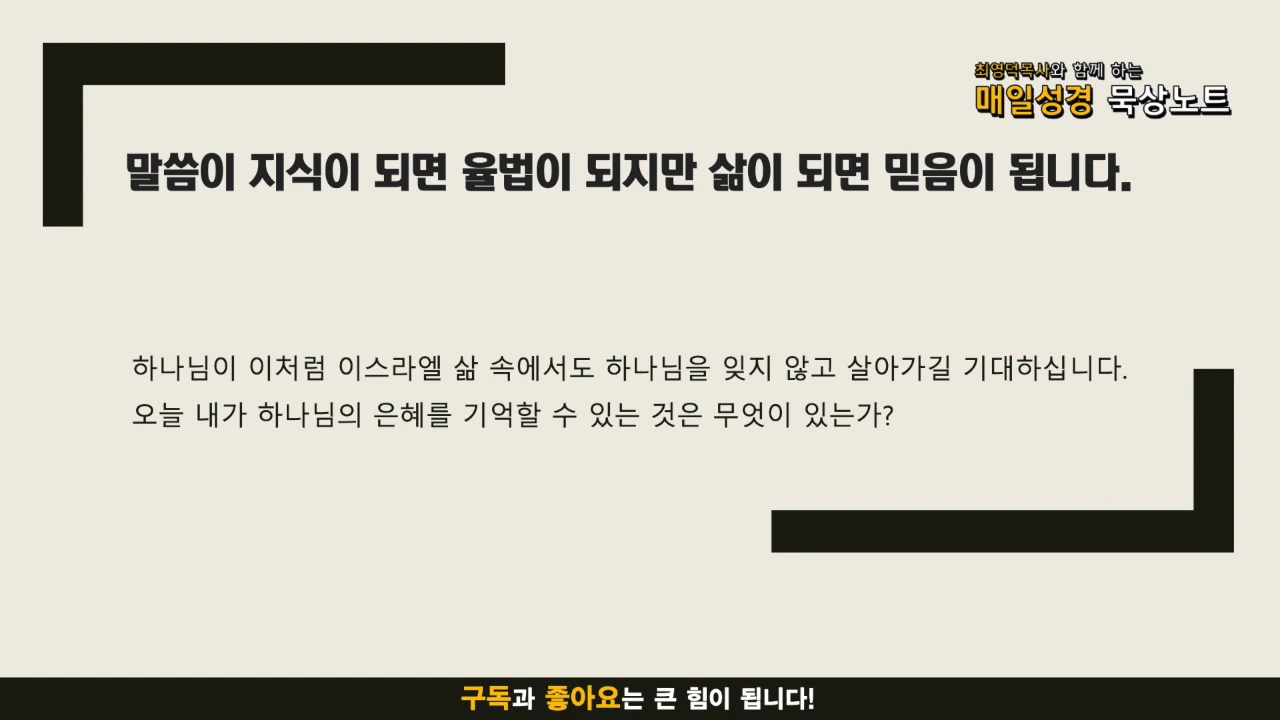 최영덕목사와 함께 하는
매일성경 묵상노트
말씀이 지식이 되면 율법이 되지만 삶이 되면 믿음이 됩니다.
하나님이 이처럼 이스라엘 삶 속에서도 하나님을 잊지 않고 살아가길 기대하십니다.
오늘 내가 하나님의 은혜를 기억할 수 있는 것은 무엇이 있는가?
구독과 좋아요는 큰 힘이 됩니다!